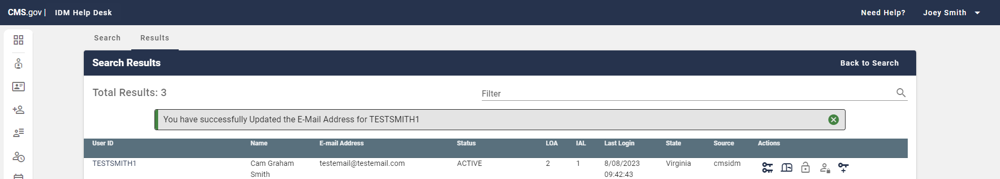 CMS.gov | IDM Help Desk Need Help? Joey Smith
Search Results
Search Results Back to Search
Total Results: 3 Filter
You have successfully Updated the E-Mail Address for TESTSMITH1
User ID Name E-mail Address Status LOA IAL Last Login State Source Actions
TESTSMITH1 Cam Graham testemail@testemail.com ACTIVE 2 1 8/08/2023 Virginia cmsidm
Smith 09:42:43